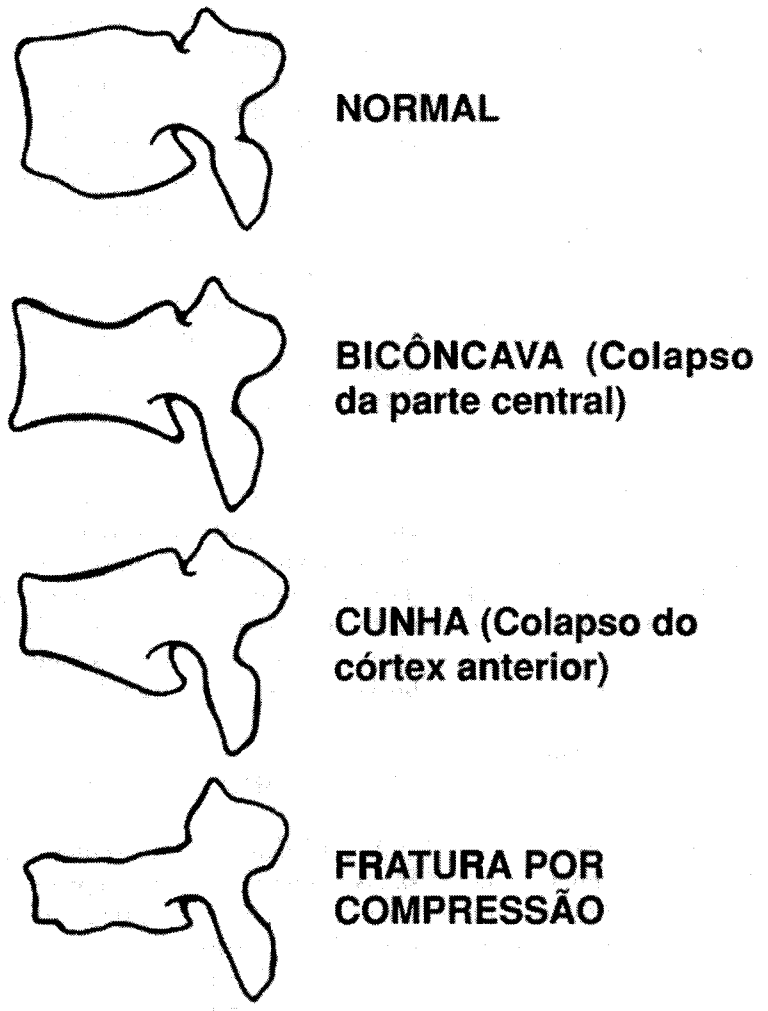 NORMAL
BICÔNCAVA (Colapso
da parte central)
CUNHA (Colapso do
córtex anterior)
FRATURA POR
COMPRESSÃO